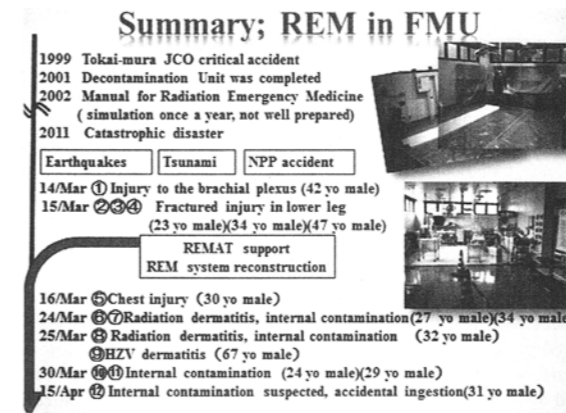 Summary; REM in FMU
1999 Tokai-mura JCO critical accident
2001 Decontamination Unit was completed
2002 Manual for Radiation Emergency Medicine
( simulation once a year, not well prepared)
2011 Catastrophic disaster
Earthquakes Tsunami NPP accident
14/Mar ① Injury to the brachial plexus (42 yo male)
15/Mar ②③④ Fractured injury in lower leg
(23 yo male)(34 yo male)(47 yo male)
REMAT support
REM system reconstruction
16/Mar ⑤Chest injury (30 yo male)
24/Mar ⑥⑦Radiation dermatitis, internal contamination(27 yo male)(34 yo male
25/Mar ⑧ Radiation dermatitis, internal contamination (32 yo male)
⑨HZV dermatitis (67 yo male)
30/Mar ⑩⑪ Internal contamination (24 yo male)(29 yo male)
15/Apr ⑫ Internal contamination suspected, accidental ingestion(31 yo male)